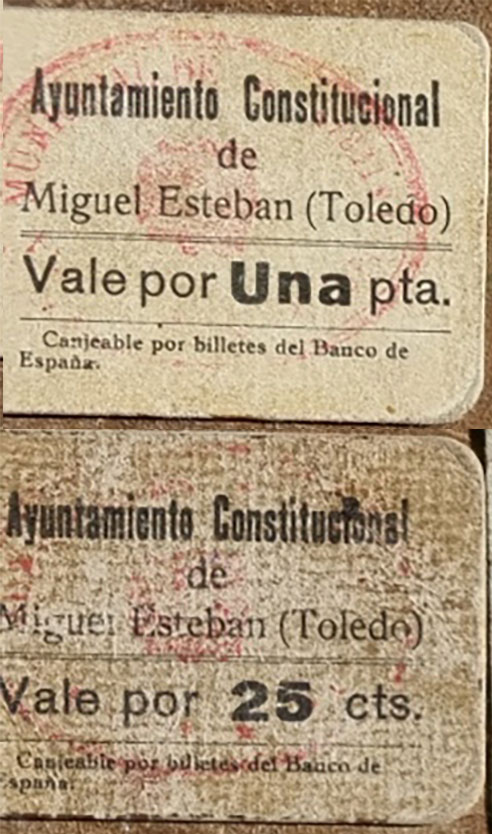 Ayuntamiento Constitucional
de
Miguel Esteban (Toledo)
Vale por Una pta.
Canjeable por billetes del Banco de
España.
Ayuntamiento Constitucional
de
Miguel Esteban (Toledo)
Vale por 25 cts.
Canjeable por billetes del Banco de
España.